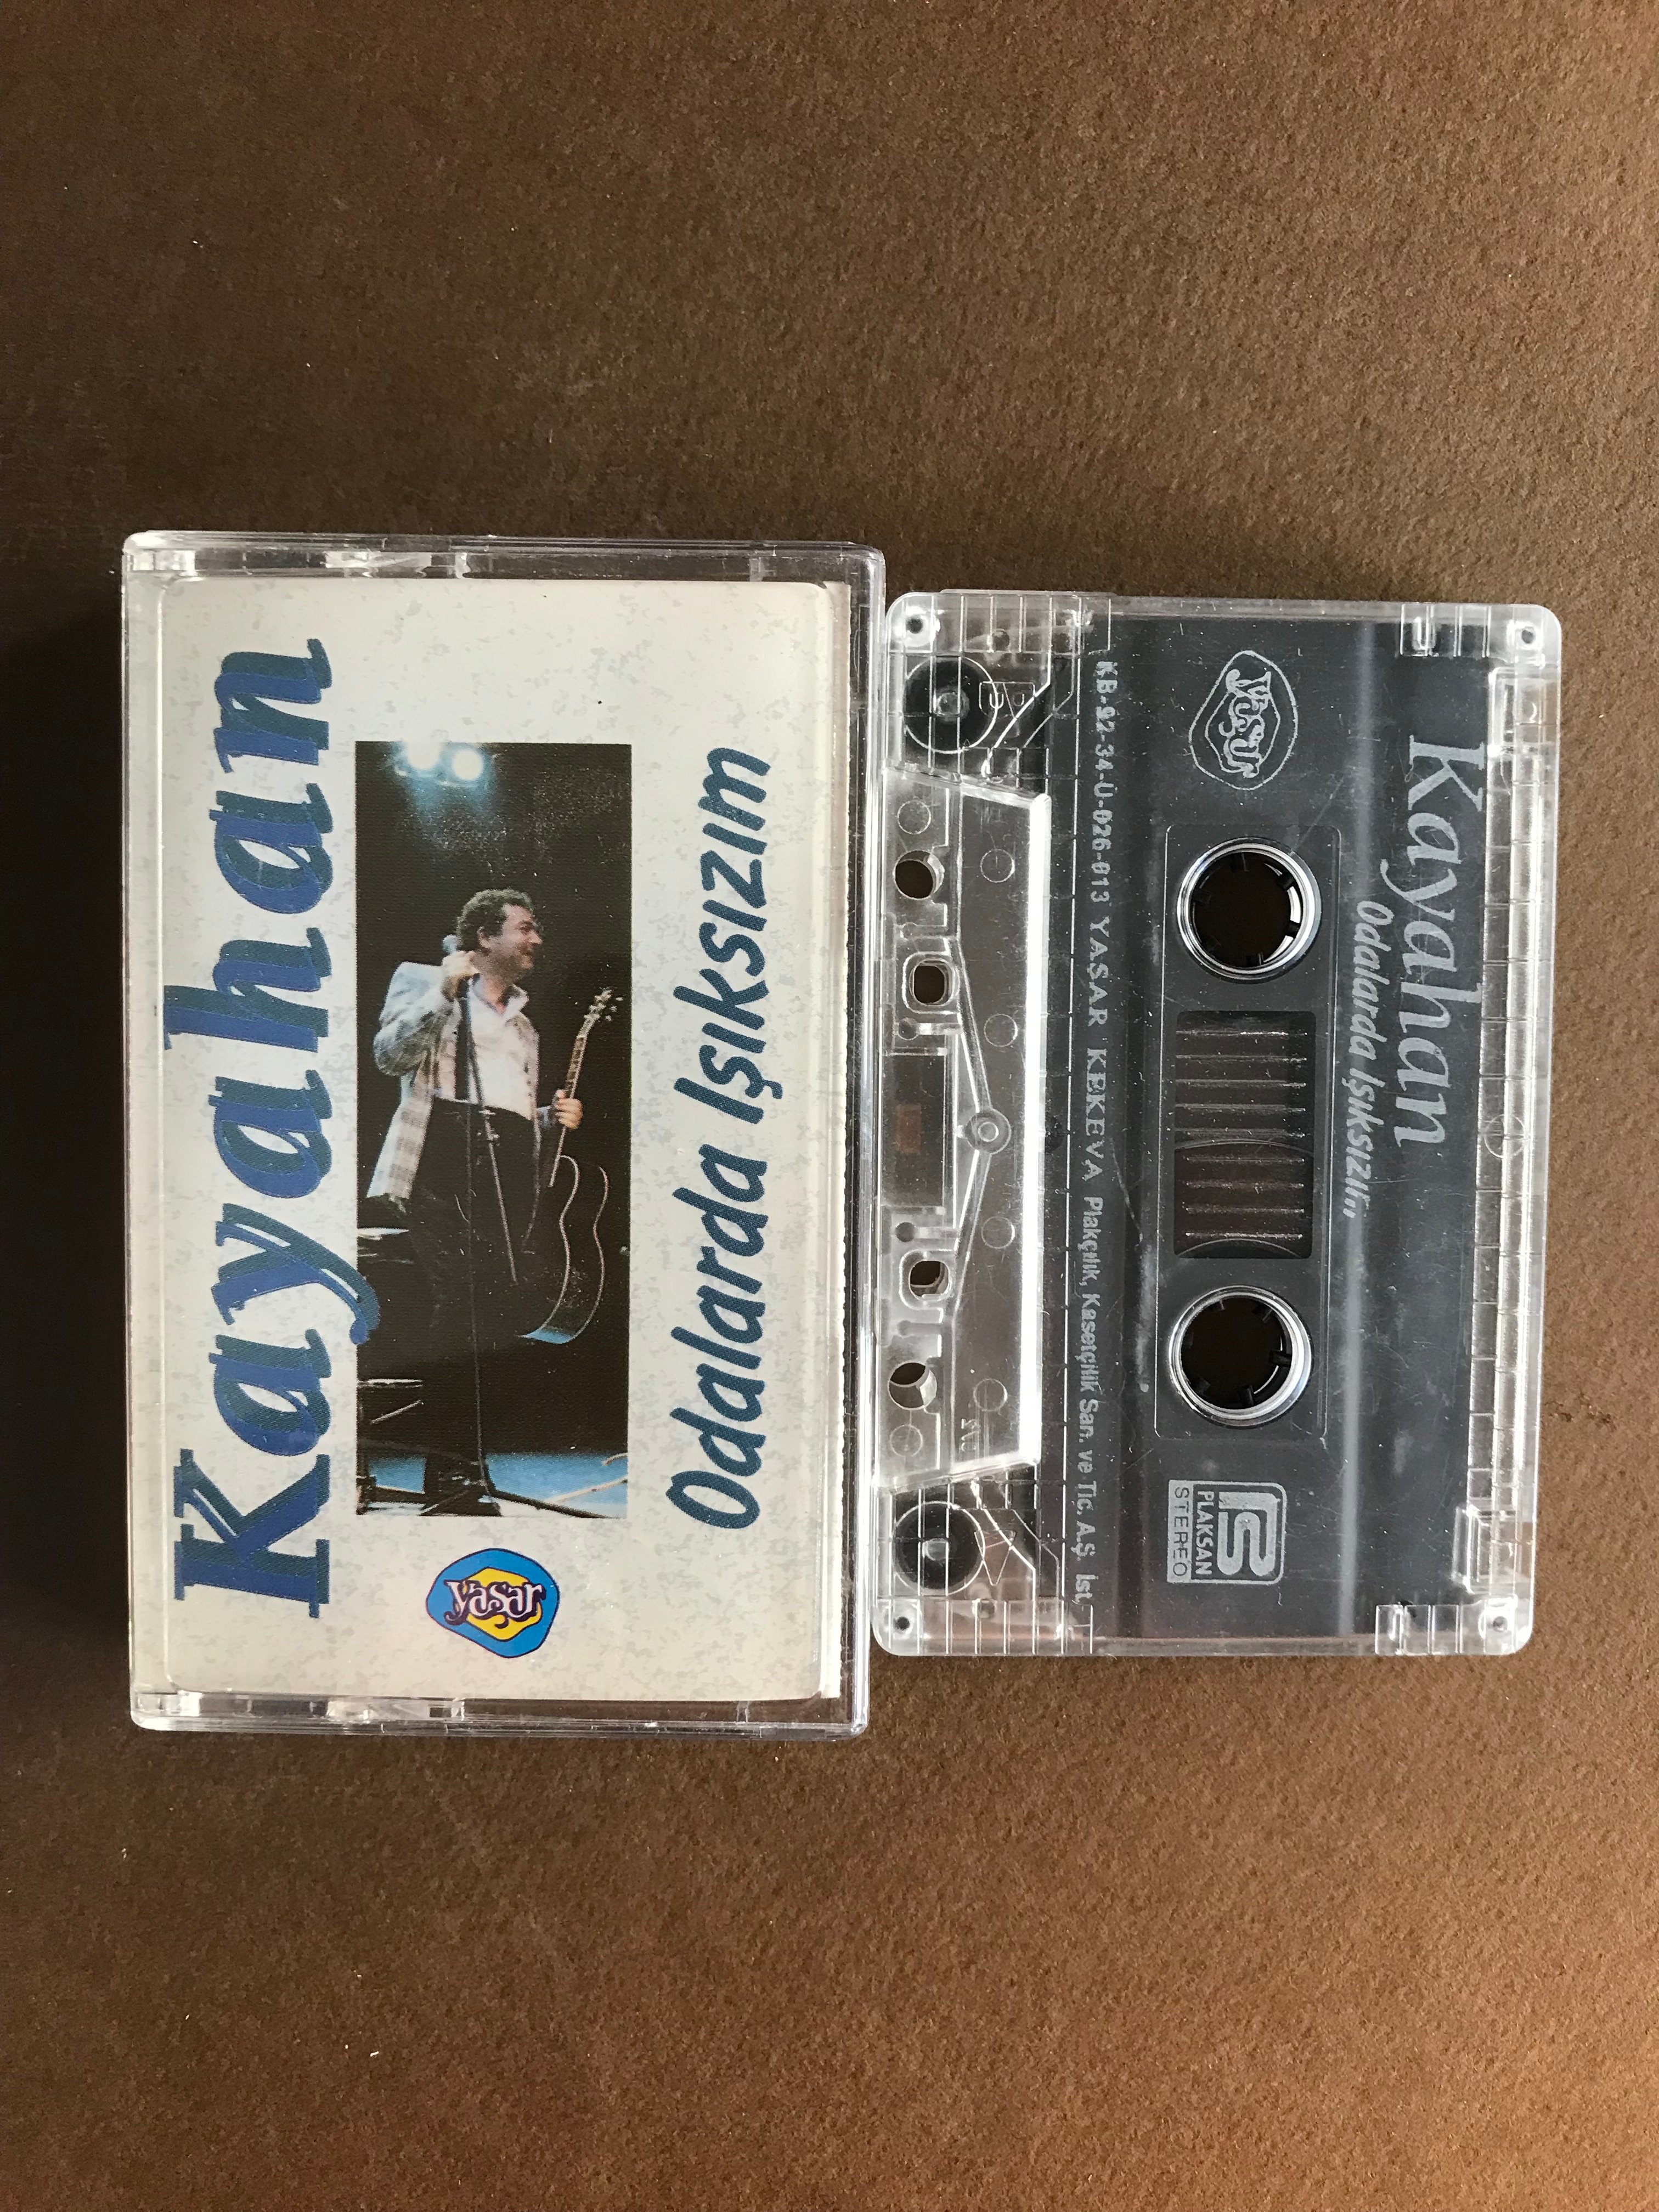 Kayahan
yaşar
Odalarda Işıksızım
Kayahan
Odalarda Işıksızım
yaşar
PLAKSAN
STEREO
KB-92-34-Ü-026-013 YAŞAR KEKEVA Plakçılık, Kasetçilik San. ve Tic. A.Ş. İst.